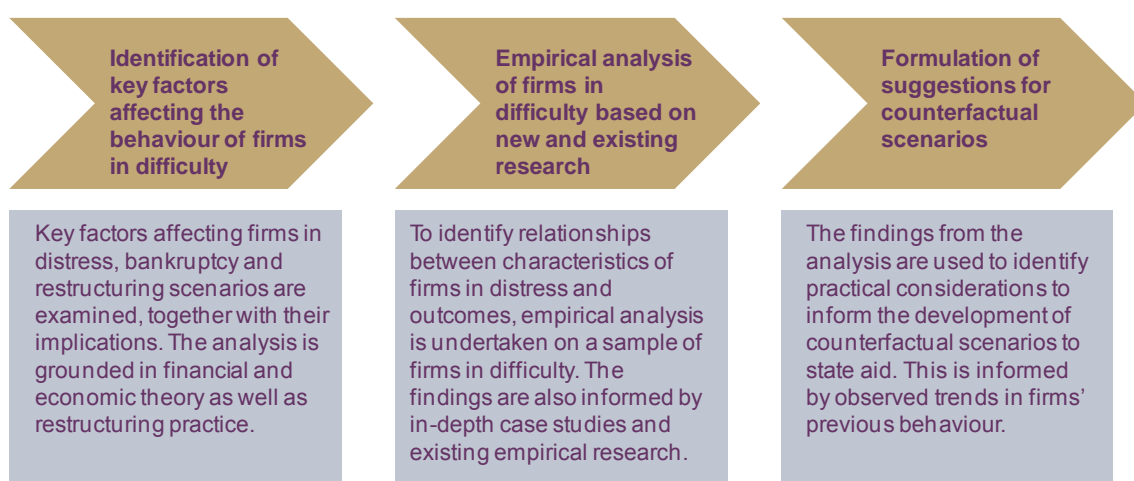 Identification of
key factors
affecting the
behaviour of firms
in difficulty
Empirical analysis
of firms in
difficulty based on
new and existing
research
Formulation of
suggestions for
counterfactual
scenarios
Key factors affecting firms in
distress, bankruptcy and
restructuring scenarios are
examined, together with their
implications. The analysis is
grounded in financial and
economic theory as well as
restructuring practice.
To identify relationships
between characteristics of
firms in distress and
outcomes, empirical analysis
is undertaken on a sample of
firms in difficulty. The
findings are also informed by
in-depth case studies and
existing empirical research.
The findings from the
analysis are used to identify
practical considerations to
inform the development of
counterfactual scenarios to
state aid. This is informed
by observed trends in firms’
previous behaviour.